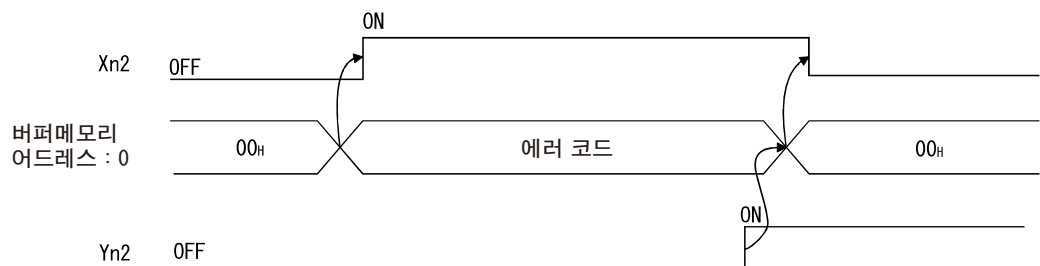 ON
Xn2 OFF
버퍼메모리
어드레스 : 0
00H 에러 코드 00H
ON
Yn2 OFF